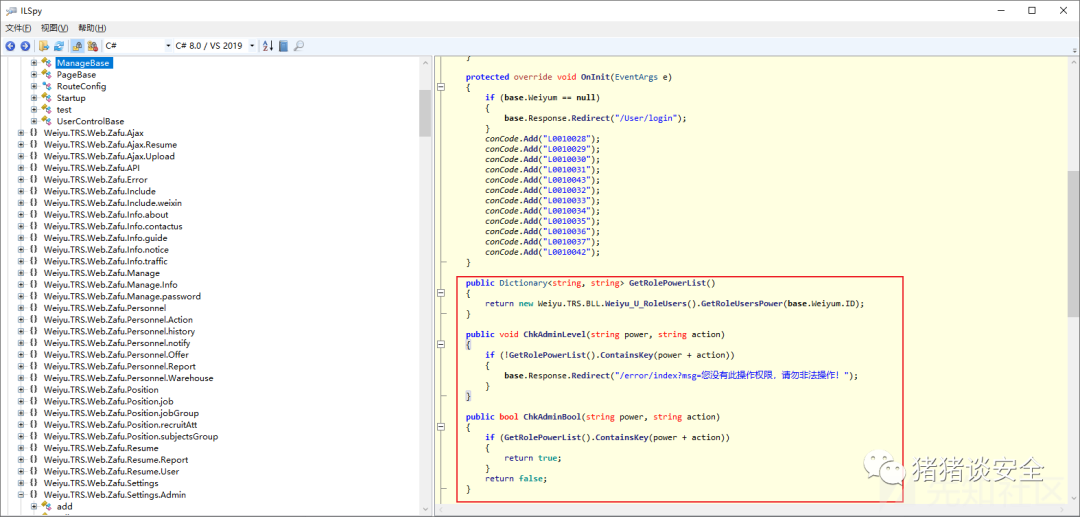 ILSpy
文件(F) 视图(V) 帮助(H)
C# C# 8.0 / VS 2019
ManageBase
PageBase
RouteConfig
Startup
test
UserControlBase
{} Weiyu.TRS.Web.Zafu.Ajax
{} Weiyu.TRS.Web.Zafu.Ajax.Resume
{} Weiyu.TRS.Web.Zafu.Ajax.Upload
{} Weiyu.TRS.Web.Zafu.API
{} Weiyu.TRS.Web.Zafu.Error
{} Weiyu.TRS.Web.Zafu.Include
{} Weiyu.TRS.Web.Zafu.Include.weixin
{} Weiyu.TRS.Web.Zafu.Info.about
{} Weiyu.TRS.Web.Zafu.Info.contactus
{} Weiyu.TRS.Web.Zafu.Info.guide
{} Weiyu.TRS.Web.Zafu.Info.notice
{} Weiyu.TRS.Web.Zafu.Info.traffic
{} Weiyu.TRS.Web.Zafu.Manage
{} Weiyu.TRS.Web.Zafu.Manage.Info
{} Weiyu.TRS.Web.Zafu.Manage.password
{} Weiyu.TRS.Web.Zafu.Personnel
{} Weiyu.TRS.Web.Zafu.Personnel.Action
{} Weiyu.TRS.Web.Zafu.Personnel.history
{} Weiyu.TRS.Web.Zafu.Personnel.notify
{} Weiyu.TRS.Web.Zafu.Personnel.Offer
{} Weiyu.TRS.Web.Zafu.Personnel.Report
{} Weiyu.TRS.Web.Zafu.Personnel.Warehouse
{} Weiyu.TRS.Web.Zafu.Position
{} Weiyu.TRS.Web.Zafu.Position.job
{} Weiyu.TRS.Web.Zafu.Position.jobGroup
{} Weiyu.TRS.Web.Zafu.Position.recruitAtt
{} Weiyu.TRS.Web.Zafu.Position.subjectsGroup
{} Weiyu.TRS.Web.Zafu.Resume
{} Weiyu.TRS.Web.Zafu.Resume.Report
{} Weiyu.TRS.Web.Zafu.Resume.User
{} Weiyu.TRS.Web.Zafu.Settings
{} Weiyu.TRS.Web.Zafu.Settings.Admin
add
}
protected override void OnInit(EventArgs e)
{
if (base.Weiyum == null)
{
base.Response.Redirect("/User/login");
}
conCode.Add("L0010028");
conCode.Add("L0010029");
conCode.Add("L0010030");
conCode.Add("L0010031");
conCode.Add("L0010043");
conCode.Add("L0010032");
conCode.Add("L0010033");
conCode.Add("L0010034");
conCode.Add("L0010035");
conCode.Add("L0010036");
conCode.Add("L0010037");
conCode.Add("L0010042");
}
public Dictionary<string, string> GetRolePowerList()
{
return new Weiyu.TRS.BLL.Weiyu_U_RoleUsers().GetRoleUsersPower(base.Weiyum.ID);
}
public void ChkAdminLevel(string power, string action)
{
if (!GetRolePowerList().ContainsKey(power + action))
{
base.Response.Redirect("/error/index?msg=您没有此操作权限，请勿非法操作！");
}
}
public bool ChkAdminBool(string power, string action)
{
if (GetRolePowerList().ContainsKey(power + action))
{
return true;
}
return false;
}
猪猪谈安全
先知社区